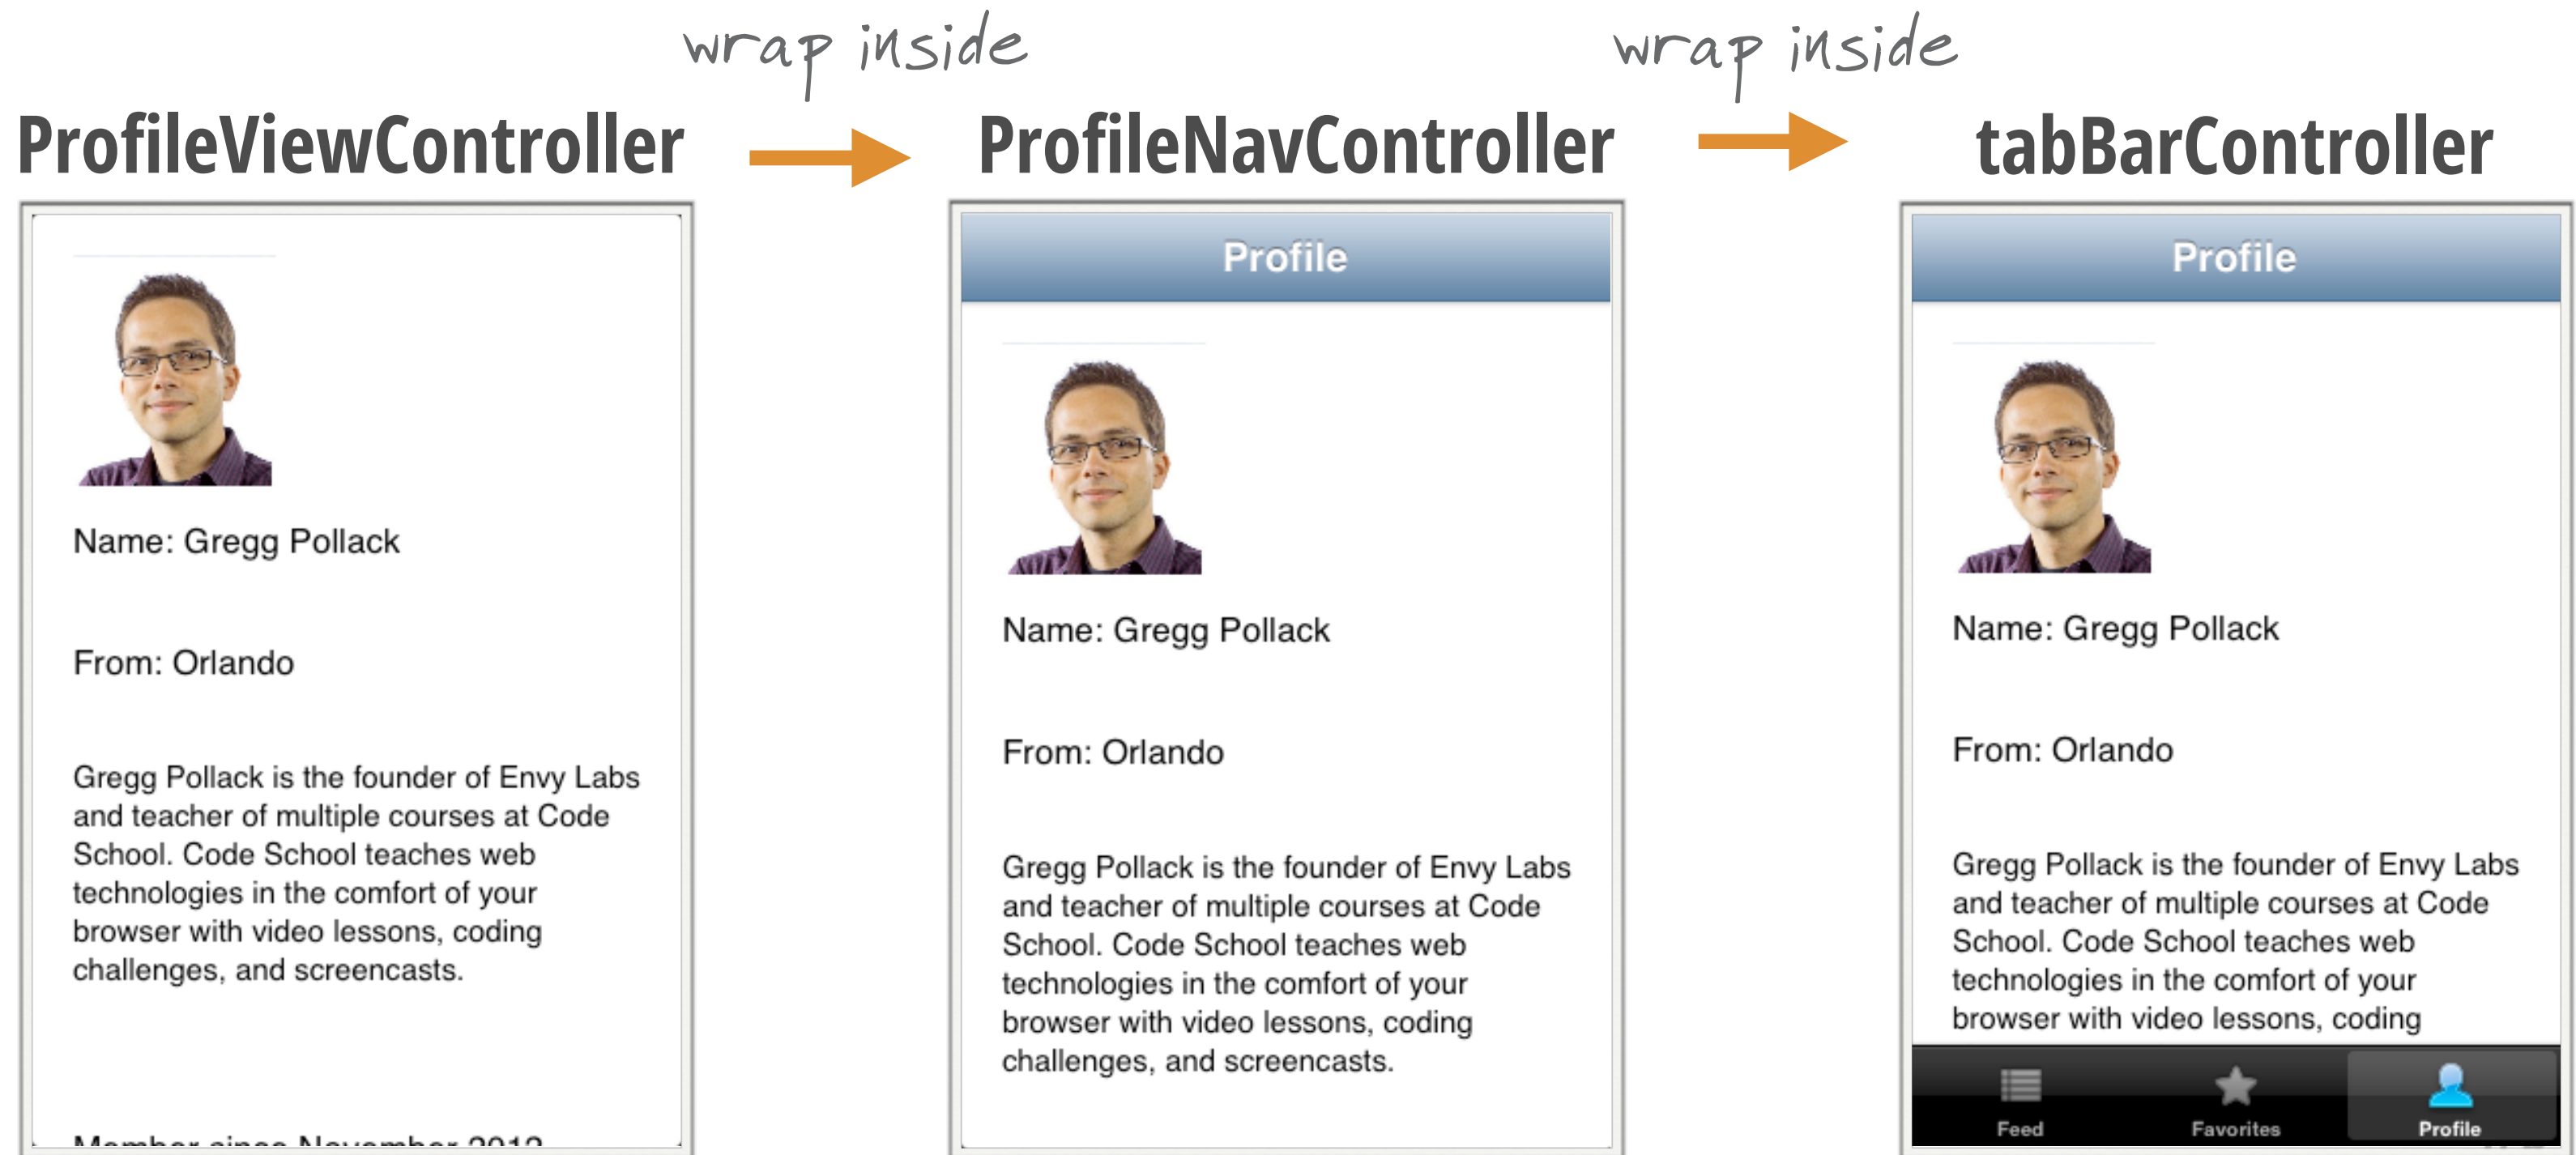 wrap inside
wrap inside
ProfileViewController
ProfileNavController
tabBarController
Name: Gregg Pollack
From: Orlando
Gregg Pollack is the founder of Envy Labs
and teacher of multiple courses at Code
School. Code School teaches web
technologies in the comfort of your
browser with video lessons, coding
challenges, and screencasts.
Member since November 2012
Profile
Name: Gregg Pollack
From: Orlando
Gregg Pollack is the founder of Envy Labs
and teacher of multiple courses at Code
School. Code School teaches web
technologies in the comfort of your
browser with video lessons, coding
challenges, and screencasts.
Profile
Name: Gregg Pollack
From: Orlando
Gregg Pollack is the founder of Envy Labs
and teacher of multiple courses at Code
School. Code School teaches web
technologies in the comfort of your
browser with video lessons, coding
Feed
Favorites
Profile